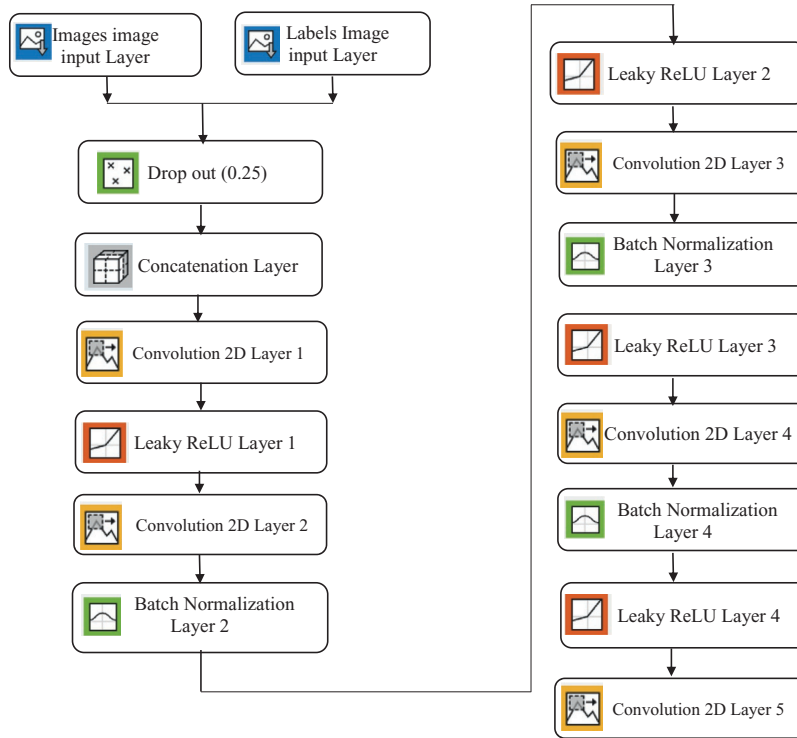 Images image
input Layer
Labels Image
input Layer
Drop out (0.25)
Concatenation Layer
Convolution 2D Layer 1
Leaky ReLU Layer 1
Convolution 2D Layer 2
Batch Normalization
Layer 2
Leaky ReLU Layer 2
Convolution 2D Layer 3
Batch Normalization
Layer 3
Leaky ReLU Layer 3
Convolution 2D Layer 4
Batch Normalization
Layer 4
Leaky ReLU Layer 4
Convolution 2D Layer 5